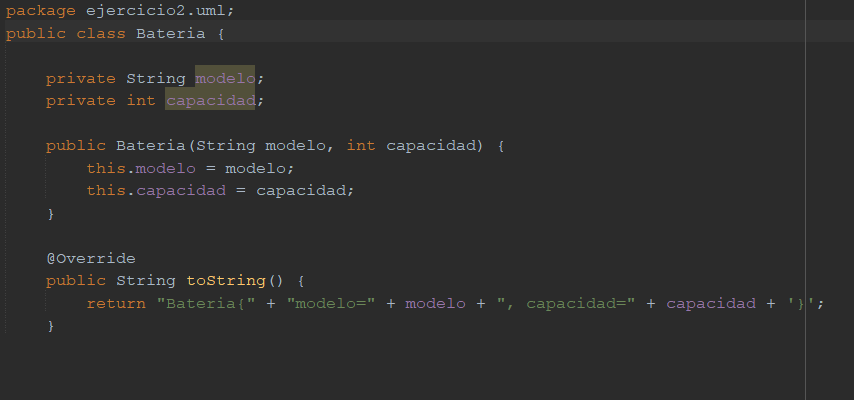 package ejercicio2.uml;
public class Bateria {
private String modelo;
private int capacidad;
public Bateria(String modelo, int capacidad) {
this.modelo = modelo;
this.capacidad = capacidad;
}
@Override
public String toString() {
return "Bateria{" + "modelo=" + modelo + ", capacidad=" + capacidad + '}';
}